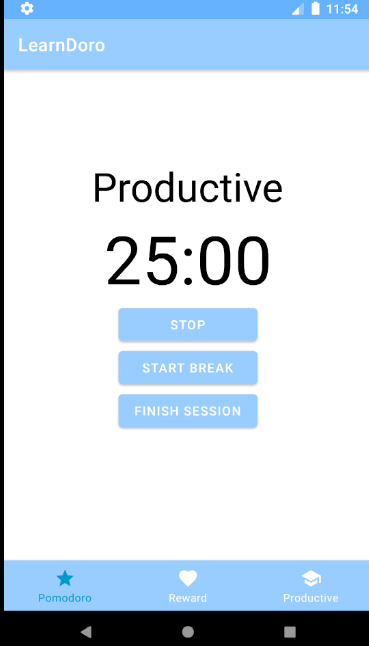 11:54
LearnDoro
Productive
25:00
STOP
START BREAK
FINISH SESSION
Pomodoro
Reward
Productive